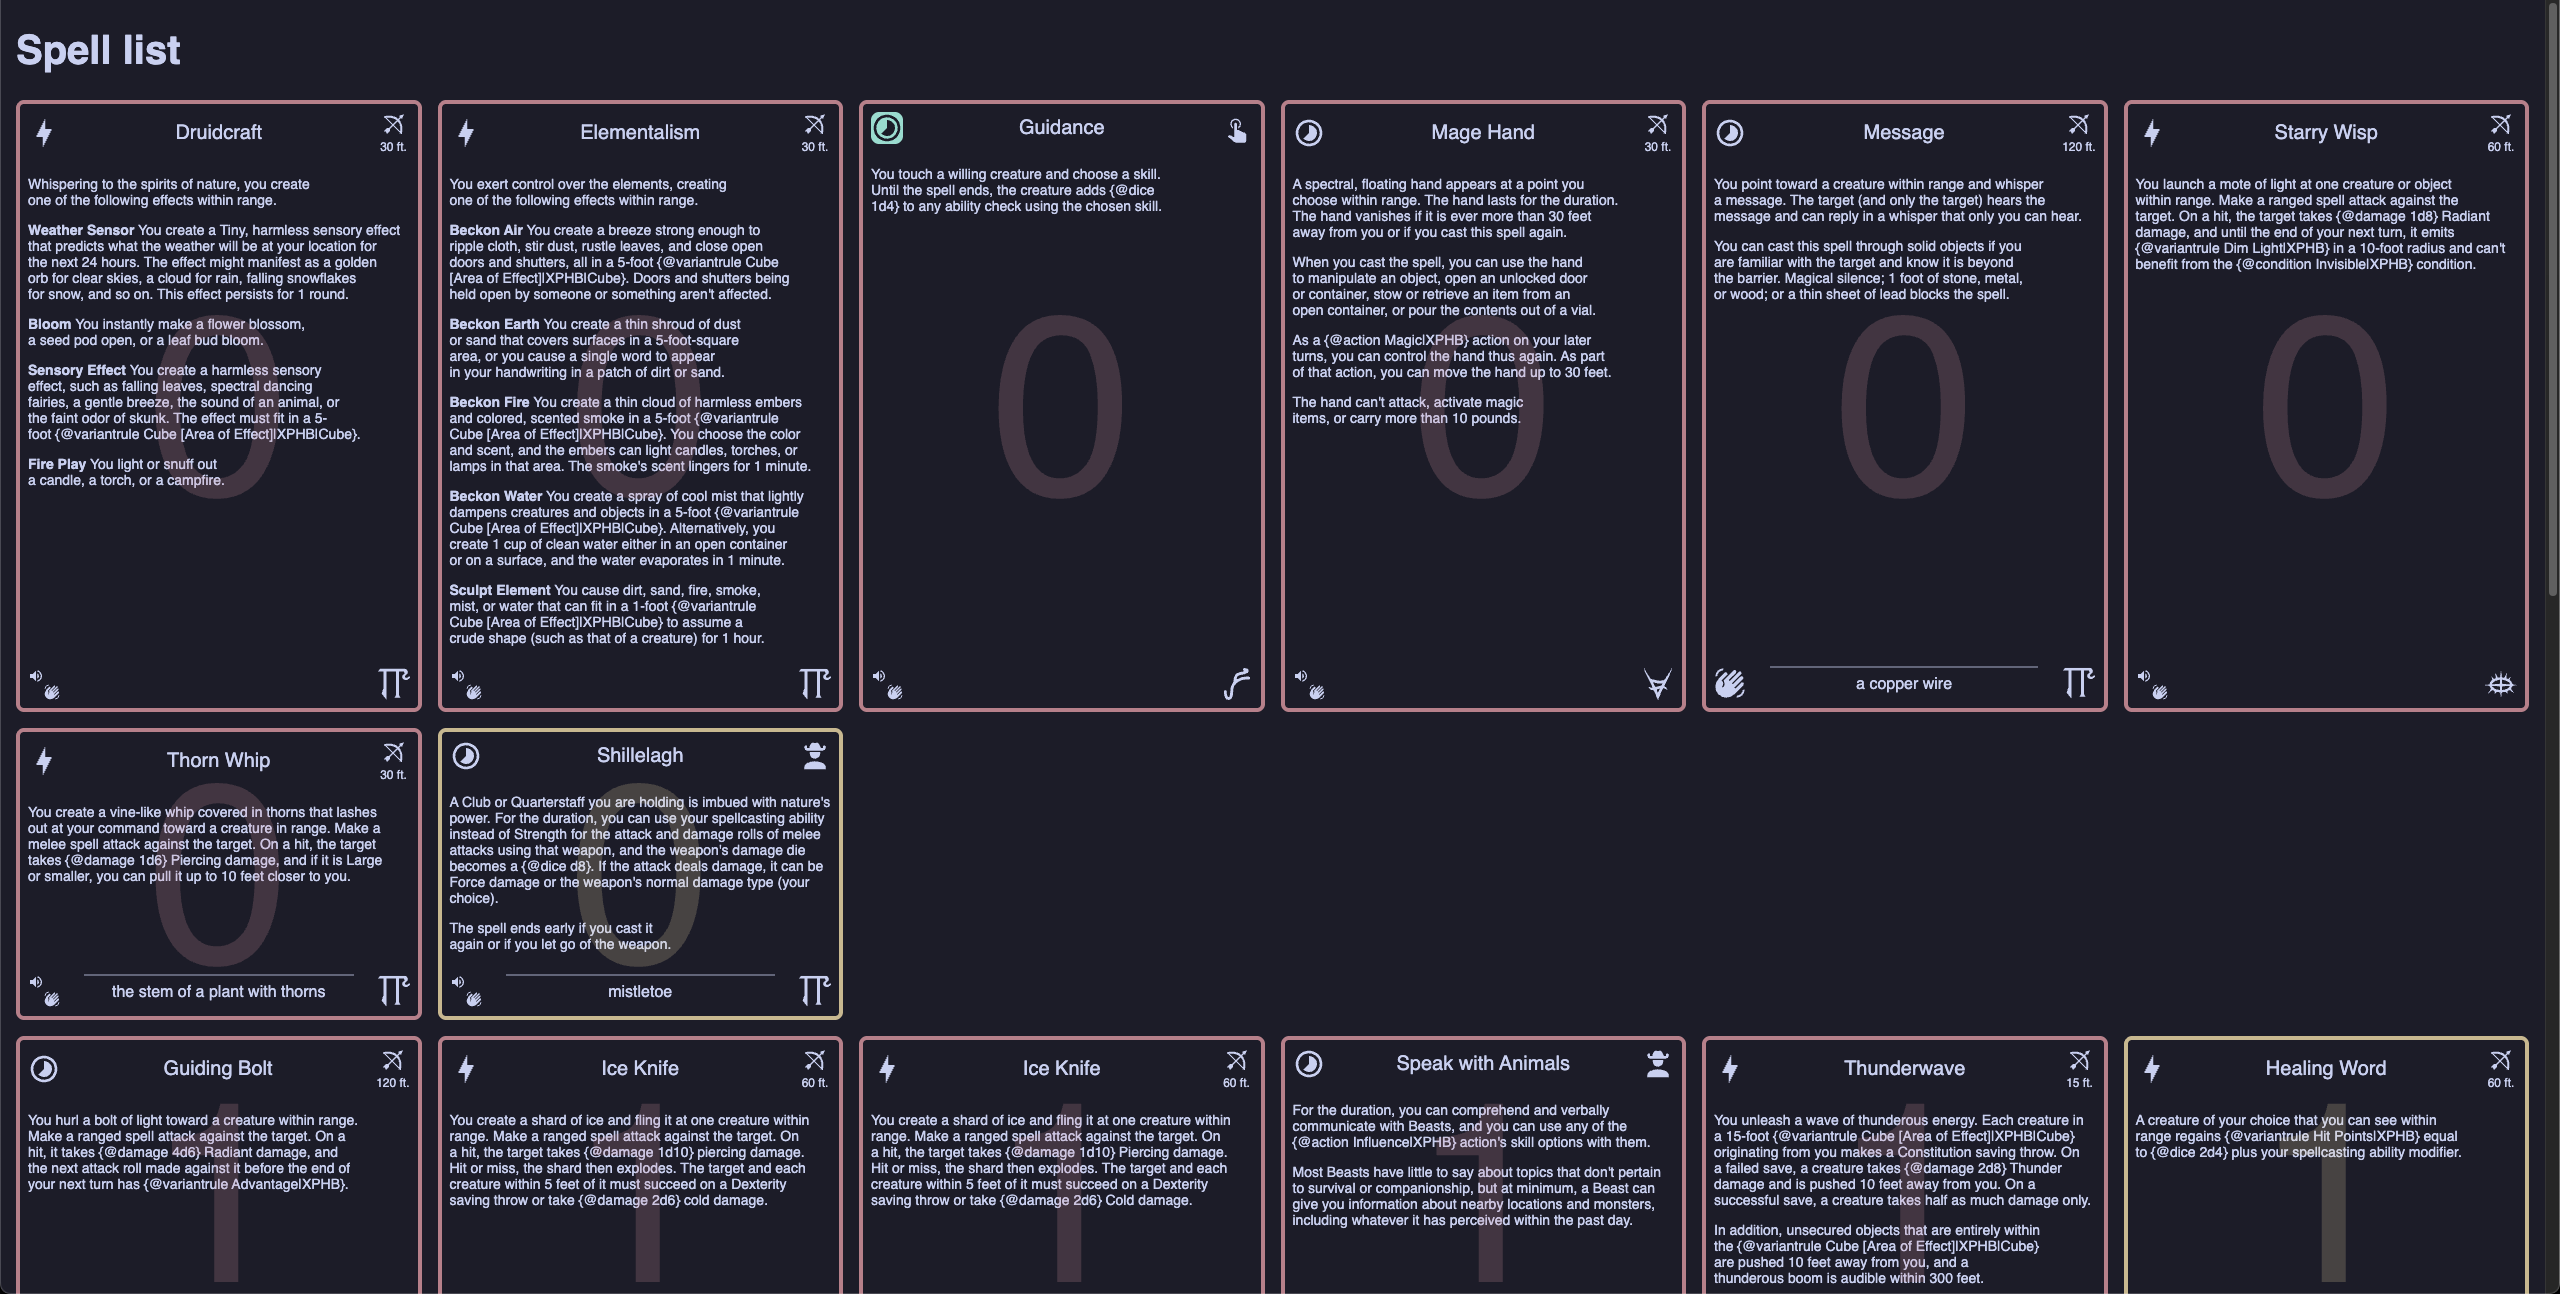 Spell list
Druidcraft
30 ft.
Whispering to the spirits of nature, you create
one of the following effects within range.
Weather Sensor You create a Tiny, harmless sensory effect
that predicts what the weather will be at your location for
the next 24 hours. The effect might manifest as a golden
orb for clear skies, a cloud for rain, falling snowflakes
for snow, and so on. This effect persists for 1 round.
Bloom You instantly make a flower blossom,
a seed pod open, or a leaf bud bloom.
Sensory Effect You create a harmless sensory
effect, such as falling leaves, spectral dancing
fairies, a gentle breeze, the sound of an animal, or
the faint odor of skunk. The effect must fit in a 5-
foot {@variantrule Cube [Area of Effect]|XPHB|Cube}.
Fire Play You light or snuff out
a candle, a torch, or a campfire.
0
Elementalism
30 ft.
You exert control over the elements, creating
one of the following effects within range.
Beckon Air You create a breeze strong enough to
ripple cloth, stir dust, rustle leaves, and close open
doors and shutters, all in a 5-foot {@variantrule Cube
[Area of Effect]|XPHB|Cube}. Doors and shutters being
held open by someone or something aren't affected.
Beckon Earth You create a thin shroud of dust
or sand that covers surfaces in a 5-foot-square
area, or you cause a single word to appear
in your handwriting in a patch of dirt or sand.
Beckon Fire You create a thin cloud of harmless embers
and colored, scented smoke in a 5-foot {@variantrule
Cube [Area of Effect]|XPHB|Cube}. You choose the color
and scent, and the embers can light candles, torches, or
lamps in that area. The smoke's scent lingers for 1 minute.
Beckon Water You create a spray of cool mist that lightly
dampens creatures and objects in a 5-foot {@variantrule
Cube [Area of Effect]|XPHB|Cube}. Alternatively, you
create 1 cup of clean water either in an open container
or on a surface, and the water evaporates in 1 minute.
Sculpt Element You cause dirt, sand, fire, smoke,
mist, or water that can fit in a 1-foot {@variantrule
Cube [Area of Effect]|XPHB|Cube} to assume a
crude shape (such as that of a creature) for 1 hour.
0
Guidance
You touch a willing creature and choose a skill.
Until the spell ends, the creature adds {@dice
1d4} to any ability check using the chosen skill.
0
Mage Hand
30 ft.
A spectral, floating hand appears at a point you
choose within range. The hand lasts for the duration.
The hand vanishes if it is ever more than 30 feet
away from you or if you cast this spell again.
When you cast the spell, you can use the hand
to manipulate an object, open an unlocked door
or container, stow or retrieve an item from an
open container, or pour the contents out of a vial.
As a {@action Magic|XPHB} action on your later
turns, you can control the hand thus again. As part
of that action, you can move the hand up to 30 feet.
The hand can't attack, activate magic
items, or carry more than 10 pounds.
0
Message
120 ft.
You point toward a creature within range and whisper
a message. The target (and only the target) hears the
message and can reply in a whisper that only you can hear.
You can cast this spell through solid objects if you
are familiar with the target and know it is beyond
the barrier. Magical silence; 1 foot of stone, metal,
or wood; or a thin sheet of lead blocks the spell.
0
a copper wire
Starry Wisp
60 ft.
You launch a mote of light at one creature or object
within range. Make a ranged spell attack against the
target. On a hit, the target takes {@damage 1d8} Radiant
damage, and until the end of your next turn, it emits
{@variantrule Dim Light|XPHB} in a 10-foot radius and can't
benefit from the {@condition Invisible|XPHB} condition.
0
Thorn Whip
30 ft.
You create a vine-like whip covered in thorns that lashes
out at your command toward a creature in range. Make a
melee spell attack against the target. On a hit, the target
takes {@damage 1d6} Piercing damage, and if it is Large
or smaller, you can pull it up to 10 feet closer to you.
0
the stem of a plant with thorns
Shillelagh
A Club or Quarterstaff you are holding is imbued with nature's
power. For the duration, you can use your spellcasting ability
instead of Strength for the attack and damage rolls of melee
attacks using that weapon, and the weapon's damage die
becomes a {@dice d8}. If the attack deals damage, it can be
Force damage or the weapon's normal damage type (your
choice).
The spell ends early if you cast it
again or if you let go of the weapon.
0
mistletoe
Guiding Bolt
120 ft.
You hurl a bolt of light toward a creature within range.
Make a ranged spell attack against the target. On a
hit, it takes {@damage 4d6} Radiant damage, and
the next attack roll made against it before the end of
your next turn has {@variantrule Advantage|XPHB}.
1
Ice Knife
60 ft.
You create a shard of ice and fling it at one creature within
range. Make a ranged spell attack against the target. On
a hit, the target takes {@damage 1d10} piercing damage.
Hit or miss, the shard then explodes. The target and each
creature within 5 feet of it must succeed on a Dexterity
saving throw or take {@damage 2d6} cold damage.
1
Ice Knife
60 ft.
You create a shard of ice and fling it at one creature within
range. Make a ranged spell attack against the target. On
a hit, the target takes {@damage 1d10} Piercing damage.
Hit or miss, the shard then explodes. The target and each
creature within 5 feet of it must succeed on a Dexterity
saving throw or take {@damage 2d6} Cold damage.
1
Speak with Animals
For the duration, you can comprehend and verbally
communicate with Beasts, and you can use any of the
{@action Influence|XPHB} action's skill options with them.
Most Beasts have little to say about topics that don't pertain
to survival or companionship, but at minimum, a Beast can
give you information about nearby locations and monsters,
including whatever it has perceived within the past day.
1
Thunderwave
15 ft.
You unleash a wave of thunderous energy. Each creature in
a 15-foot {@variantrule Cube [Area of Effect]|XPHB|Cube}
originating from you makes a Constitution saving throw. On
a failed save, a creature takes {@damage 2d8} Thunder
damage and is pushed 10 feet away from you. On a
successful save, a creature takes half as much damage only.
In addition, unsecured objects that are entirely within
the {@variantrule Cube [Area of Effect]|XPHB|Cube}
are pushed 10 feet away from you, and a
thunderous boom is audible within 300 feet.
1
Healing Word
60 ft.
A creature of your choice that you can see within
range regains {@variantrule Hit Points|XPHB} equal
to {@dice 2d4} plus your spellcasting ability modifier.
1